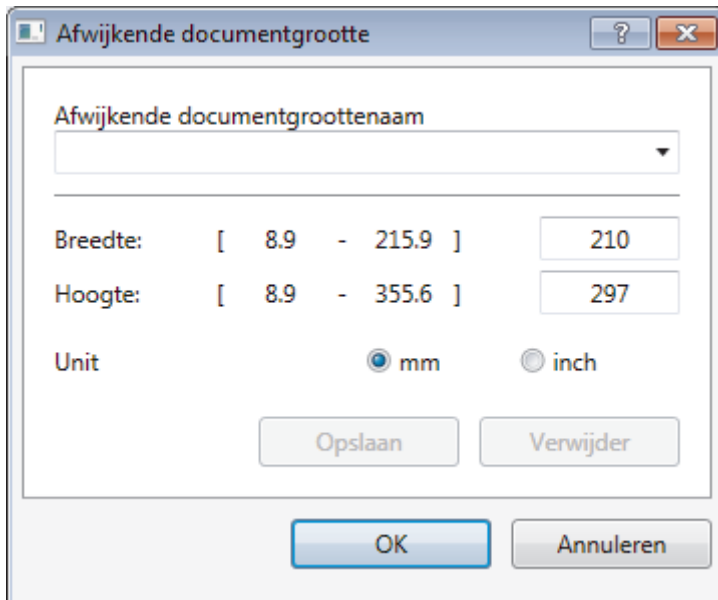 Afwijkende documentgrootte
Afwijkende documentgroottenaam
Breedte: [ 8.9 - 215.9 ] 210
Hoogte: [ 8.9 - 355.6 ] 297
Unit mm inch
Opslaan Verwijder
OK Annuleren